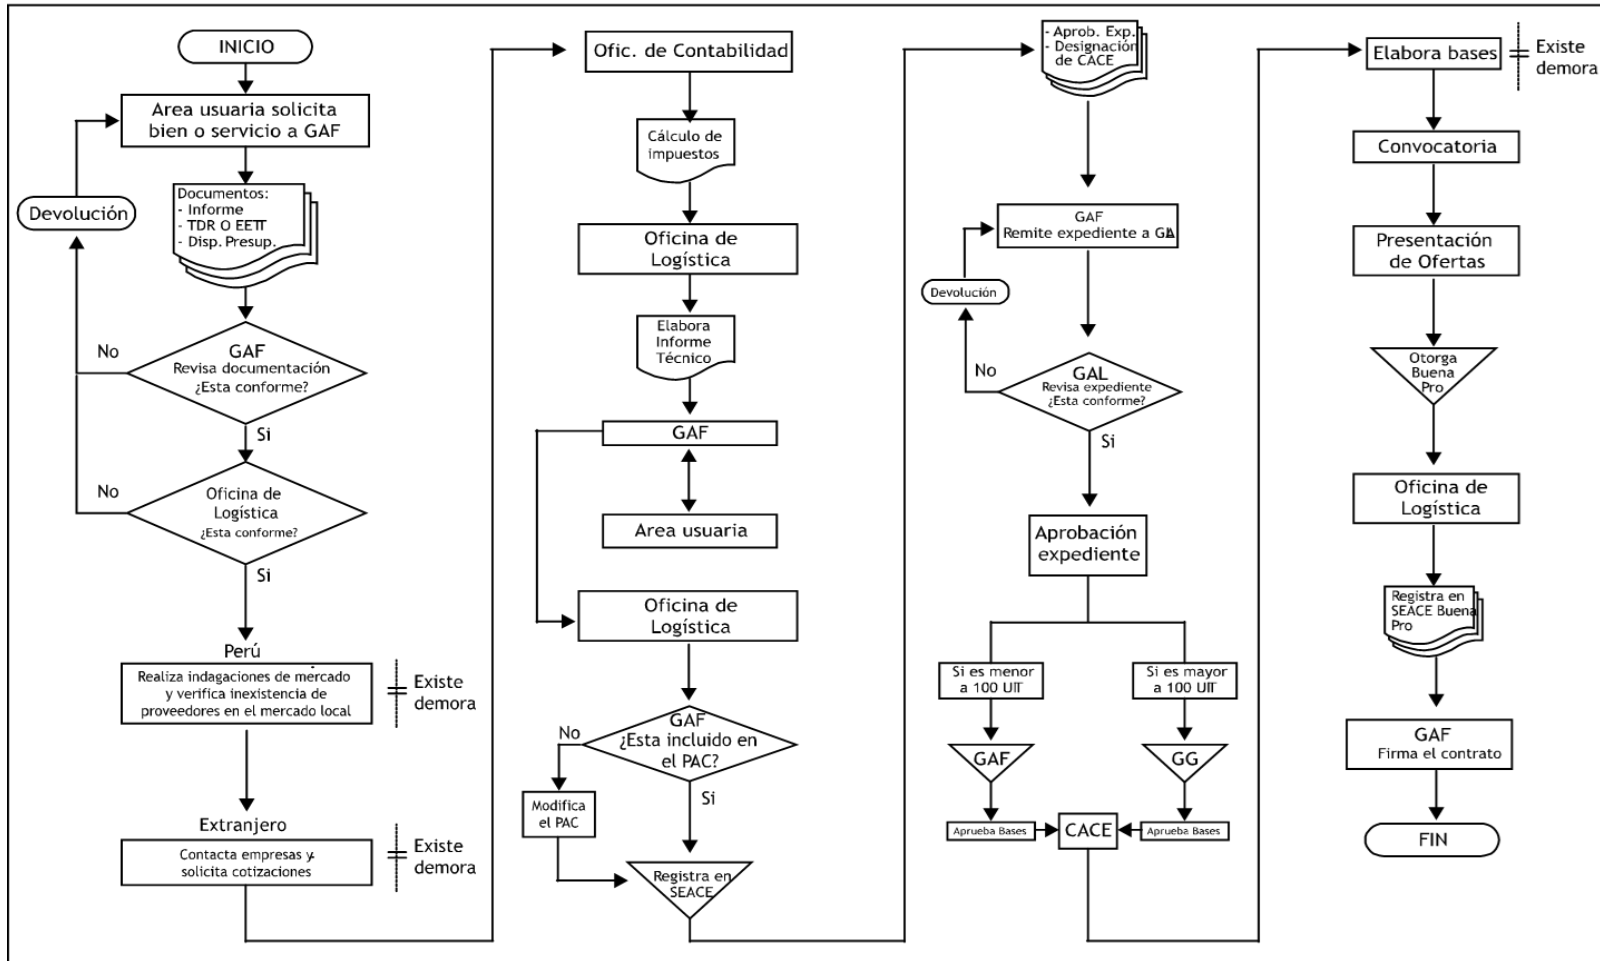 INICIO
Area usuaria solicita
bien o servicio a GAF
Devolución
Documentos:
- Informe
- TDR O EETT
- Disp. Presup.
No
GAF
Revisa documentación
¿Esta conforme?
Si
No
Oficina de
Logística
¿Esta conforme?
Si
Perú
Realiza indagaciones de mercado
y verifica inexistencia de
proveedores en el mercado local
Existe
demora
Extranjero
Contacta empresas y
solicita cotizaciones
Existe
demora
Ofic. de Contabilidad
Cálculo de
impuestos
Oficina de
Logística
Elabora
Informe
Técnico
GAF
Area usuaria
Oficina de
Logística
No
GAF
¿Esta incluido en
el PAC?
Si
Modifica
el PAC
Registra en
SEACE
- Aprob. Exp.
- Designación
de CACE
GAF
Remite expediente a GAL
Devolución
No
GAL
Revisa expediente
¿Esta conforme?
Si
Aprobación
expediente
Si es menor
a 100 UIT
Si es mayor
a 100 UIT
GAF
GG
Aprueba Bases
CACE
Aprueba Bases
Elabora bases
Existe
demora
Convocatoria
Presentación
de Ofertas
Otorga
Buena
Pro
Oficina de
Logística
Registra en
SEACE Buena
Pro
GAF
Firma el contrato
FIN